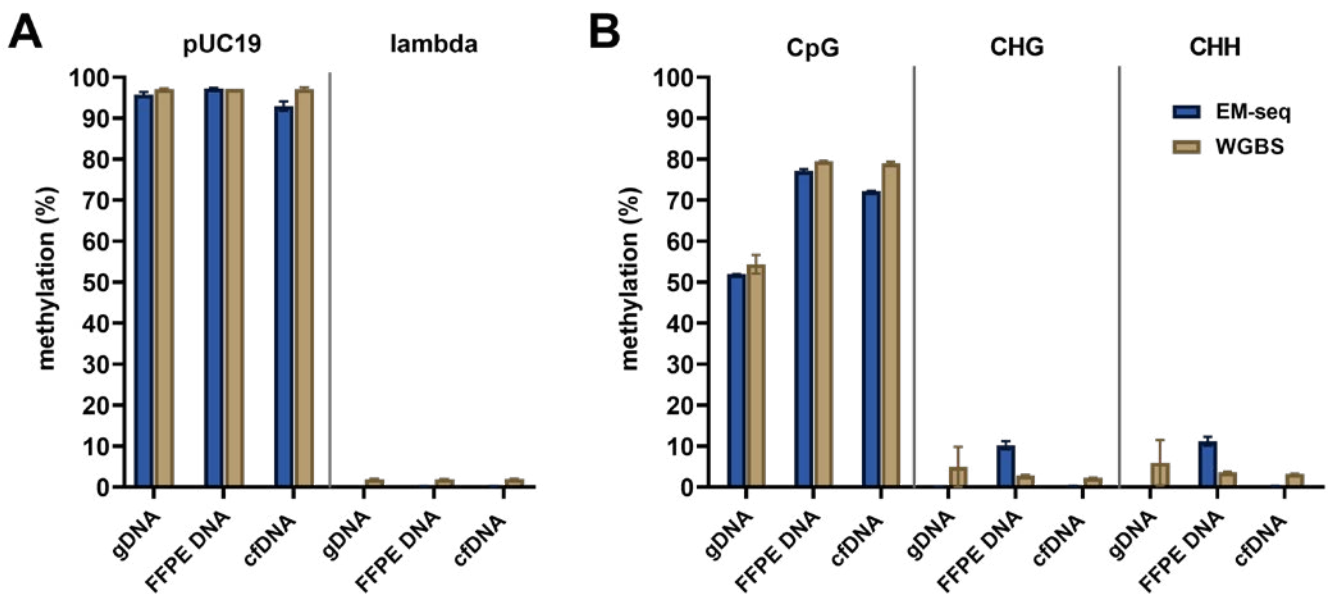 A
pUC19
lambda
methylation (%)
100
90
80
70
60
50
40
30
20
10
0
gDNA
FFPE DNA
cfDNA
gDNA
FFPE DNA
cfDNA
B
CpG
CHG
CHH
EM-seq
WGBS
methylation (%)
100
90
80
70
60
50
40
30
20
10
0
gDNA
FFPE DNA
cfDNA
gDNA
FFPE DNA
cfDNA
gDNA
FFPE DNA
cfDNA